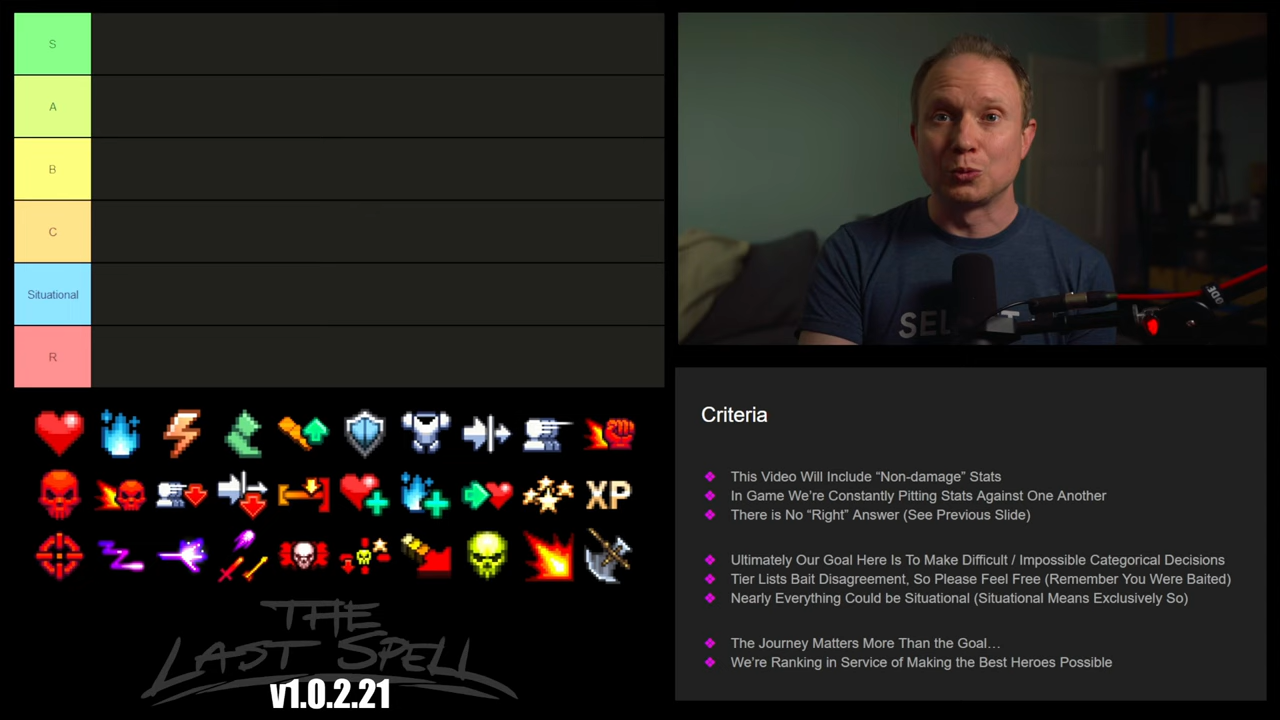 S
A
B
C
Situational
R
XP
THE
LAST SPELL
v1.0.2.21
SEL T
ODE
Criteria
This Video Will Include “Non-damage” Stats
In Game We’re Constantly Pitting Stats Against One Another
There is No “Right” Answer (See Previous Slide)
Ultimately Our Goal Here Is To Make Difficult / Impossible Categorical Decisions
Tier Lists Bait Disagreement, So Please Feel Free (Remember You Were Baited)
Nearly Everything Could be Situational (Situational Means Exclusively So)
The Journey Matters More Than the Goal…
We’re Ranking in Service of Making the Best Heroes Possible